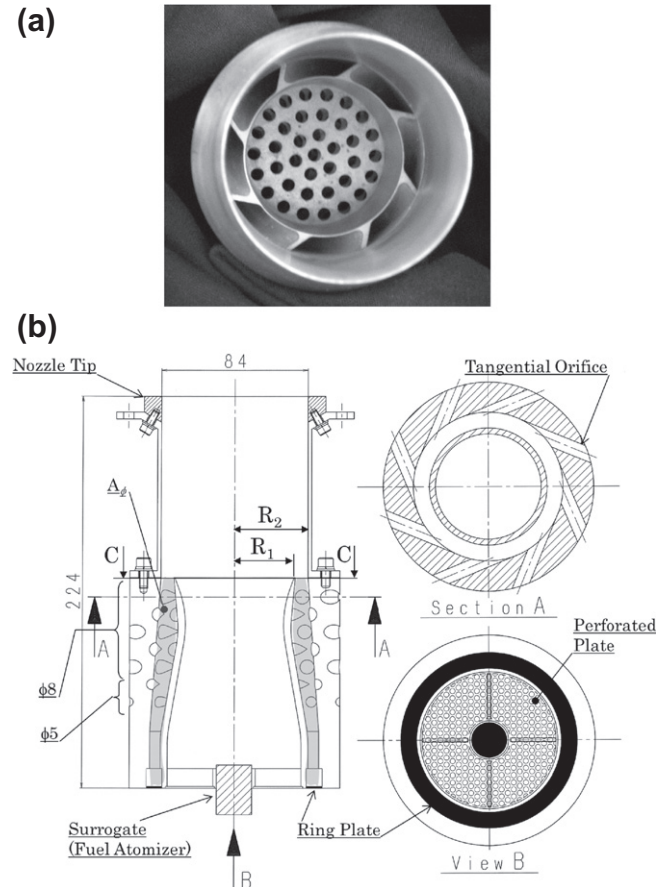 (a)
(b)
84
Nozzle Tip
Tangential Orifice
Aϕ
R₂
R₁
C
C
224
A
A
Section A
Perforated
Plate
ϕ8
ϕ5
Surrogate
(Fuel Atomizer)
Ring Plate
B
View B